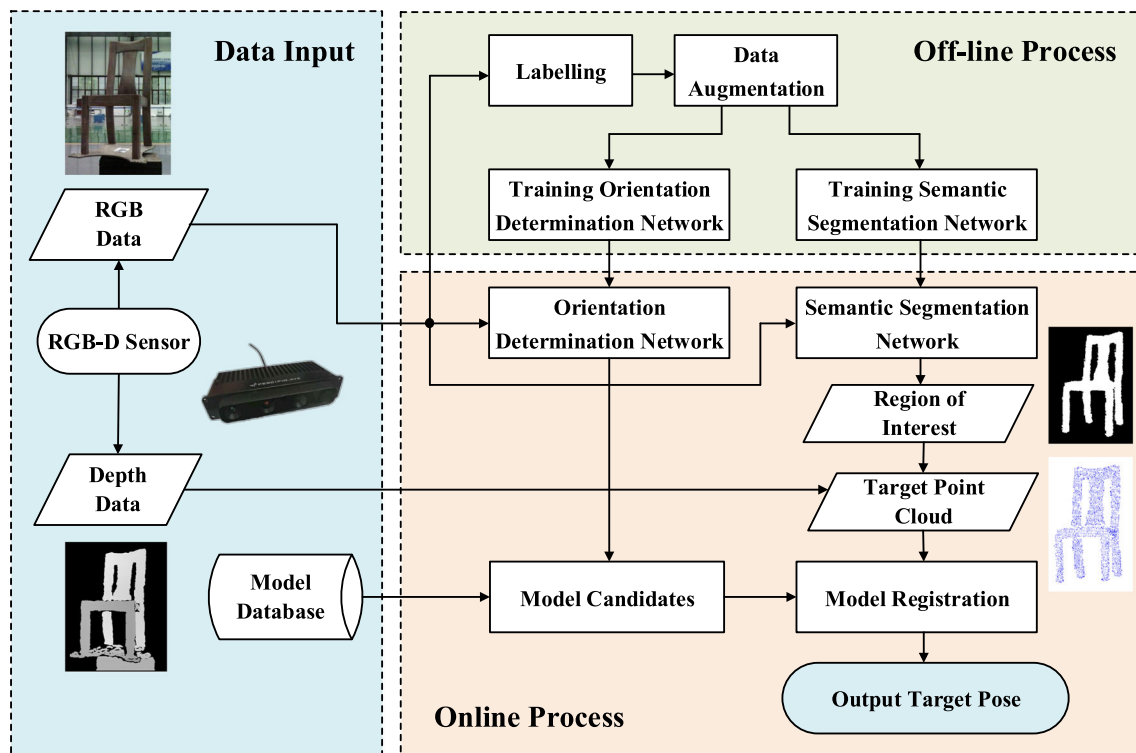 Data Input
RGB
Data
RGB-D Sensor
Depth
Data
Model
Database
Off-line Process
Labelling
Data
Augmentation
Training Orientation
Determination Network
Training Semantic
Segmentation Network
Orientation
Determination Network
Semantic Segmentation
Network
Region of
Interest
Target Point
Cloud
Model Candidates
Model Registration
Output Target Pose
Online Process